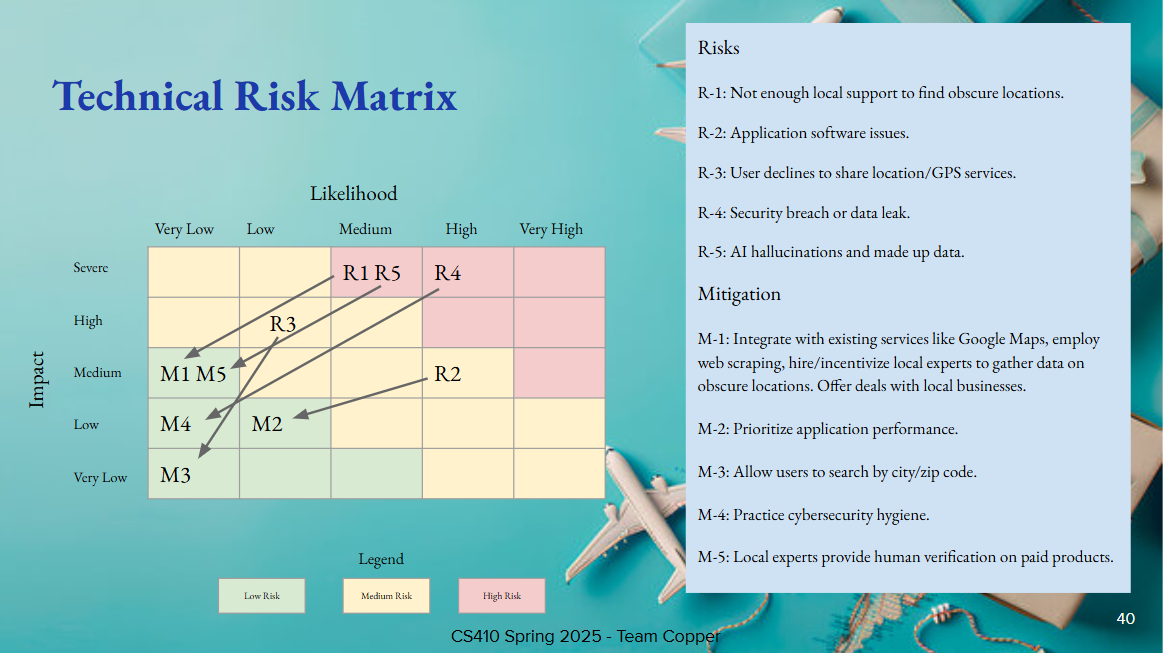 Technical Risk Matrix
Likelihood
Very Low Low Medium High Very High
Impact
Severe R1 R5 R4
High R3
Medium M1 M5 R2
Low M4 M2
Very Low M3
Legend
Low Risk Medium Risk High Risk
Risks
R-1: Not enough local support to find obscure locations.
R-2: Application software issues.
R-3: User declines to share location/GPS services.
R-4: Security breach or data leak.
R-5: AI hallucinations and made up data.
Mitigation
M-1: Integrate with existing services like Google Maps, employ
web scraping, hire/incentivize local experts to gather data on
obscure locations. Offer deals with local businesses.
M-2: Prioritize application performance.
M-3: Allow users to search by city/zip code.
M-4: Practice cybersecurity hygiene.
M-5: Local experts provide human verification on paid products.
40
CS410 Spring 2025 - Team Copper